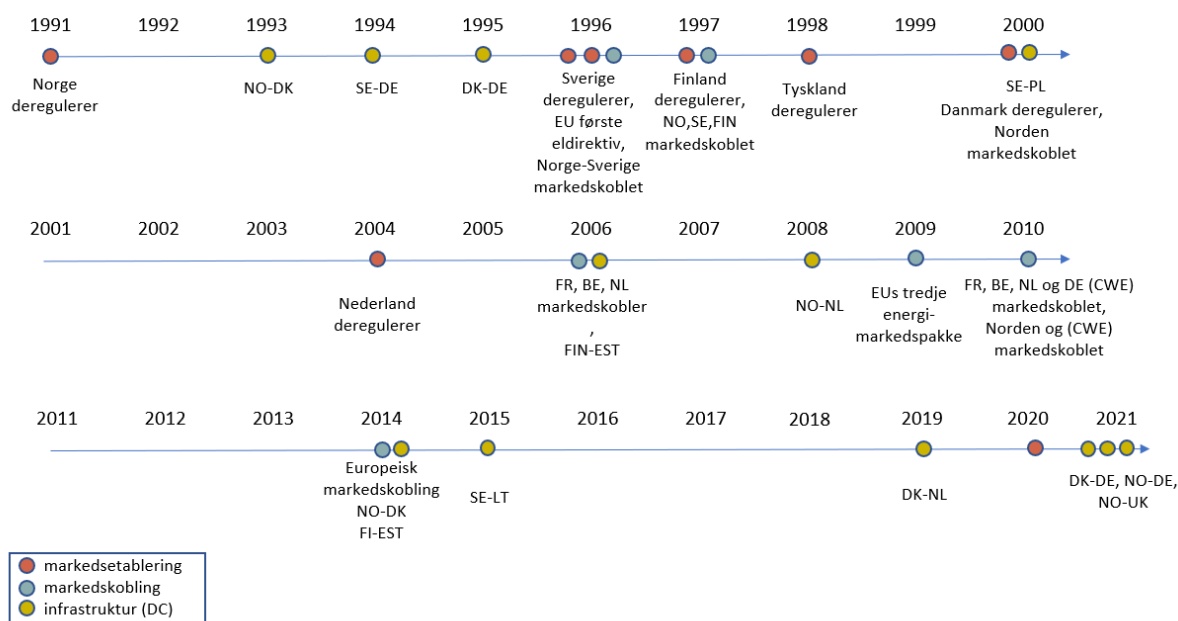 1991 1992 1993 1994 1995 1996 1997 1998 1999 2000
Norge
deregulerer
NO-DK
SE-DE
DK-DE
Sverige
deregulerer,
EU første
eldirektiv,
Norge-Sverige
markedskoblet
Finland
deregulerer,
NO,SE,FIN
markedskoblet
Tyskland
deregulerer
SE-PL
Danmark deregulerer,
Norden
markedskoblet
2001 2002 2003 2004 2005 2006 2007 2008 2009 2010
Nederland
deregulerer
FR, BE, NL
markedskobler
,
FIN-EST
NO-NL
EUs tredje
energi-
markedspakke
FR, BE, NL og DE (CWE)
markedskoblet,
Norden og (CWE)
markedskoblet
2011 2012 2013 2014 2015 2016 2017 2018 2019 2020 2021
Europeisk
markedskobling
NO-DK
FI-EST
SE-LT
DK-NL
DK-DE, NO-DE,
NO-UK
markedsetablering
markedskobling
infrastruktur (DC)